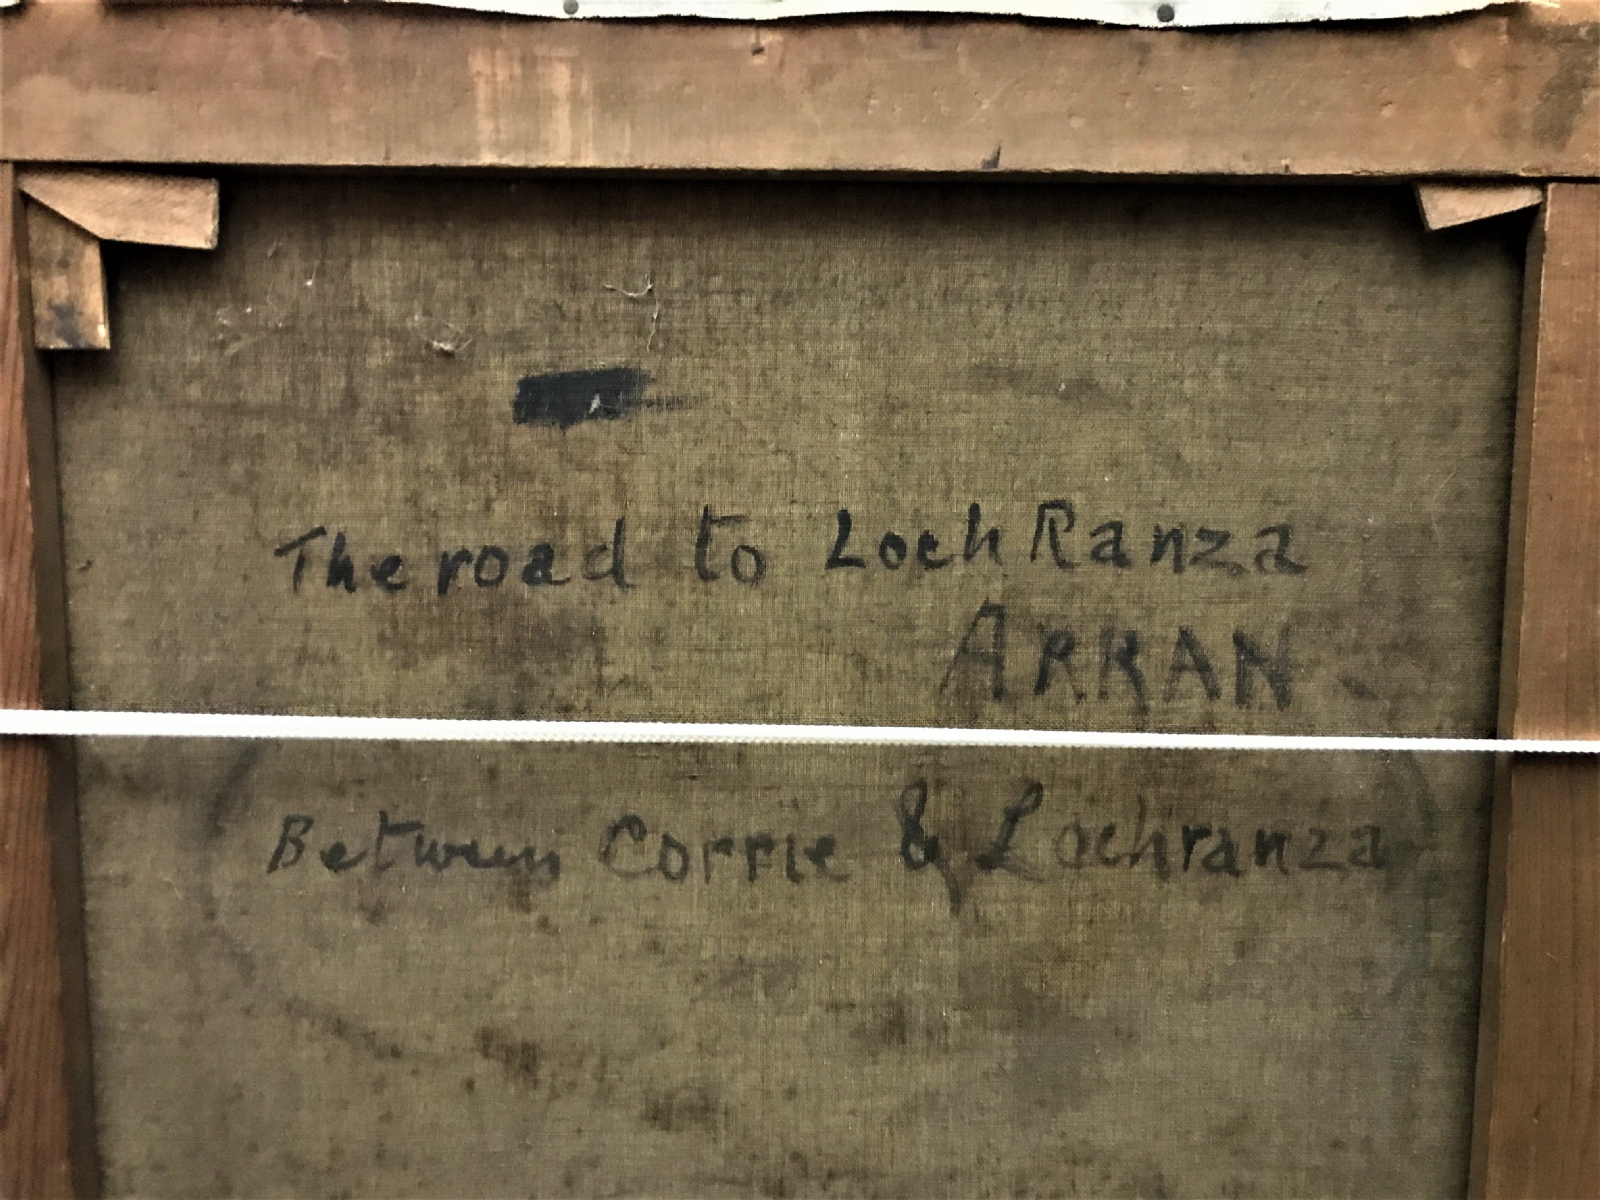 The road to Loch Ranza
ARRAN
Between Corrie & Lochranza